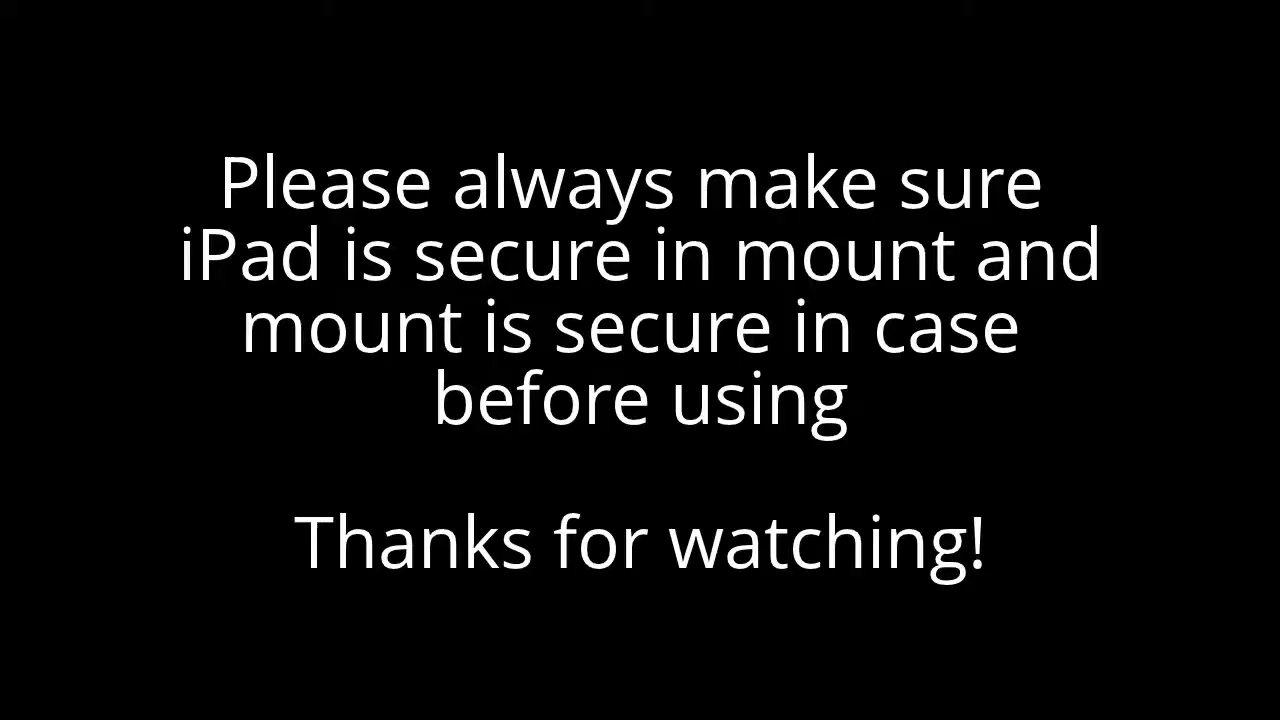 Please always make sure
iPad is secure in mount and
mount is secure in case
before using
Thanks for watching!